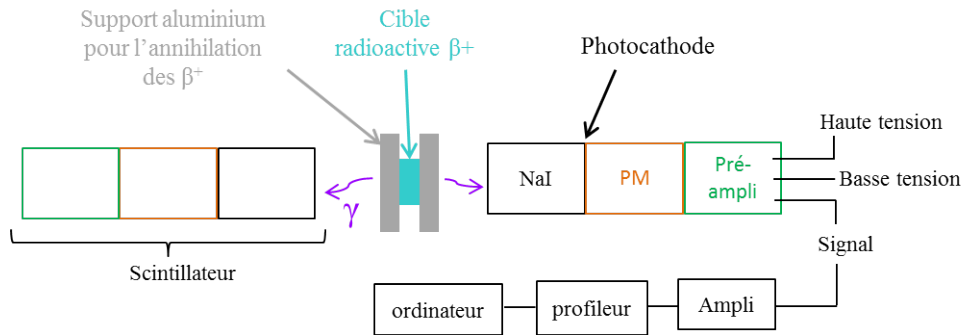 Support aluminium
pour l’annihilation
des β⁺
Cible
radioactive β+
Photocathode
Haute tension
NaI
PM
Pré-
ampli
Basse tension
γ
Signal
Scintillateur
ordinateur
profileur
Ampli